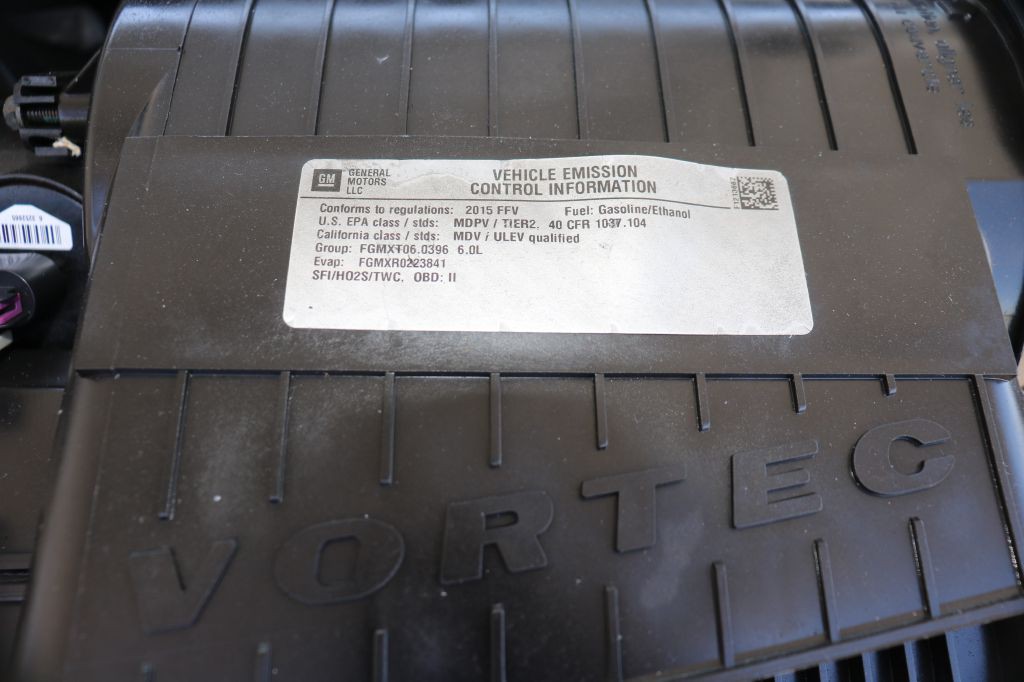 GM
GENERAL
MOTORS
LLC
VEHICLE EMISSION
CONTROL INFORMATION
Conforms to regulations: 2015 FFV Fuel: Gasoline/Ethanol
U.S. EPA class / stds: MDPV / TIER2, 40 CFR 1037.104
California class / stds: MDV / ULEV qualified
Group: FGMXT06.0396 6.0L
Evap: FGMXR0223841
SFI/HO2S/TWC, OBD: II
VORTEC